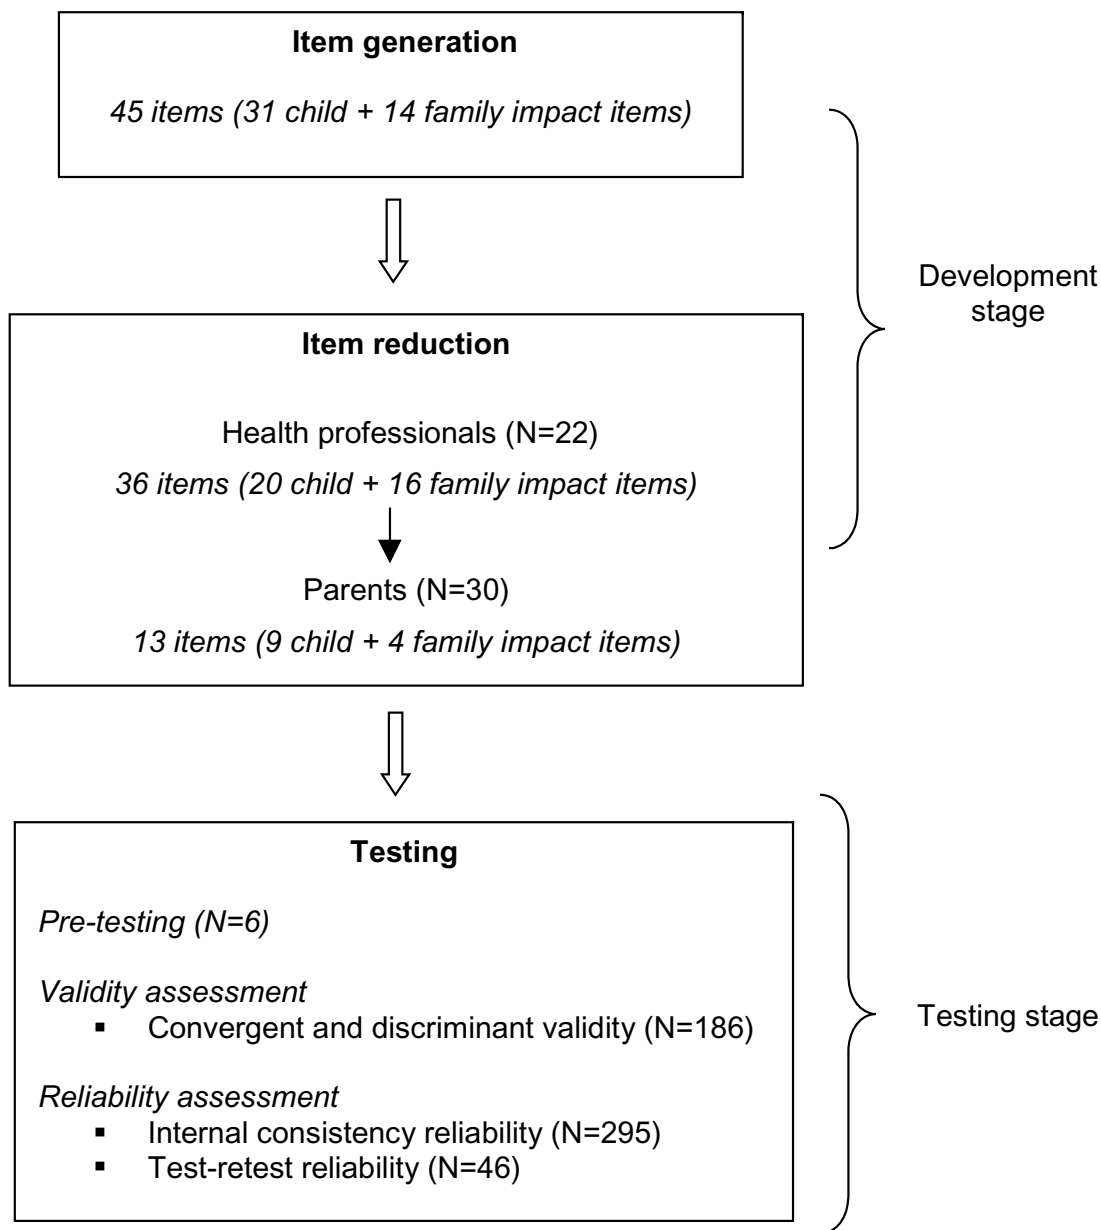 Item generation
45 items (31 child + 14 family impact items)
Development
stage
Item reduction
Health professionals (N=22)
36 items (20 child + 16 family impact items)
Parents (N=30)
13 items (9 child + 4 family impact items)
Testing
Pre-testing (N=6)
Validity assessment
▪ Convergent and discriminant validity (N=186)
Testing stage
Reliability assessment
▪ Internal consistency reliability (N=295)
▪ Test-retest reliability (N=46)